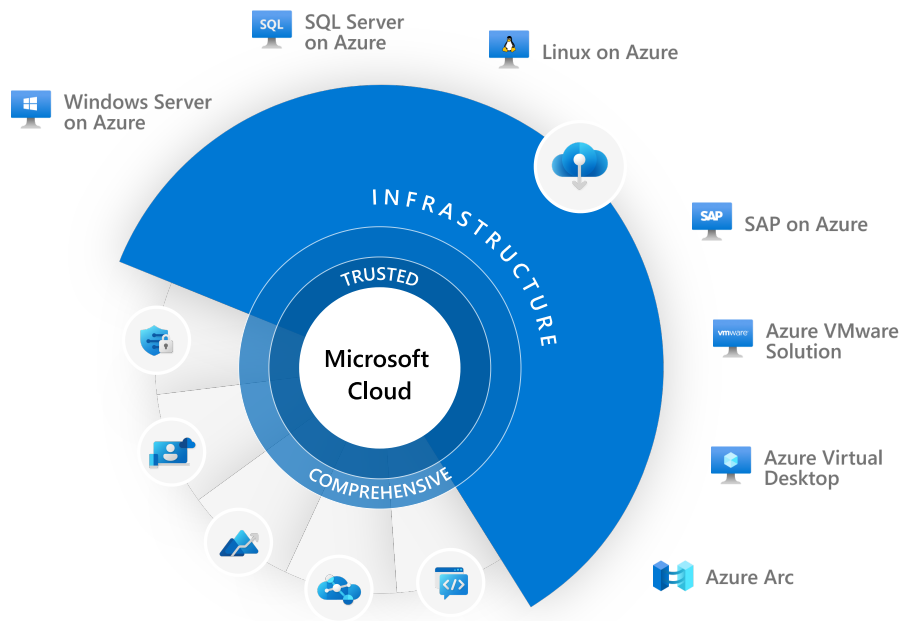 SQL
SQL Server
on Azure
Linux on Azure
Windows Server
on Azure
INFRASTRUCTURE
SAP
SAP on Azure
TRUSTED
Microsoft
Cloud
vmware
Azure VMware
Solution
COMPREHENSIVE
Azure Virtual
Desktop
</>
Azure Arc